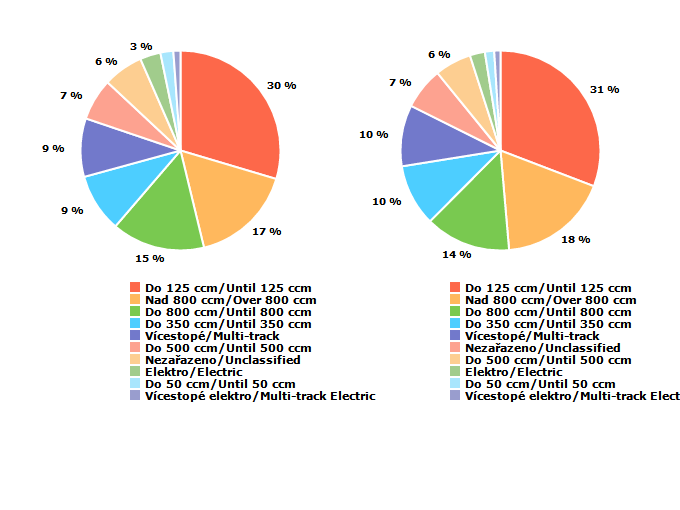 3 %
6 %
7 %
9 %
9 %
15 %
17 %
30 %
Do 125 ccm/Until 125 ccm
Nad 800 ccm/Over 800 ccm
Do 800 ccm/Until 800 ccm
Do 350 ccm/Until 350 ccm
Vícestopé/Multi-track
Do 500 ccm/Until 500 ccm
Nezařazeno/Unclassified
Elektro/Electric
Do 50 ccm/Until 50 ccm
Vícestopé elektro/Multi-track Electric
6 %
7 %
10 %
10 %
14 %
18 %
31 %
Do 125 ccm/Until 125 ccm
Nad 800 ccm/Over 800 ccm
Do 800 ccm/Until 800 ccm
Do 350 ccm/Until 350 ccm
Vícestopé/Multi-track
Nezařazeno/Unclassified
Do 500 ccm/Until 500 ccm
Elektro/Electric
Do 50 ccm/Until 50 ccm
Vícestopé elektro/Multi-track Elect